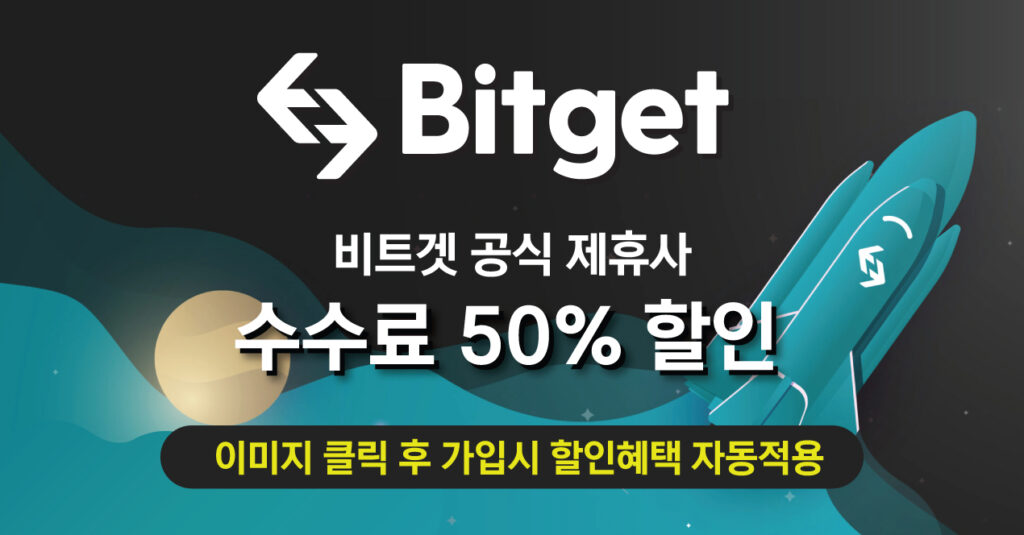 Bitget
비트겟 공식 제휴사
수수료 50% 할인
이미지 클릭 후 가입시 할인혜택 자동적용